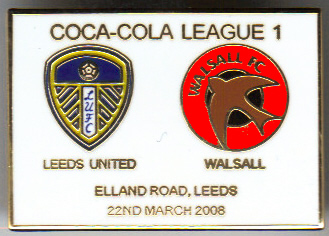 COCA-COLA LEAGUE 1
LUFC
WALSALL FC
LEEDS UNITED
WALSALL
ELLAND ROAD, LEEDS
22ND MARCH 2008